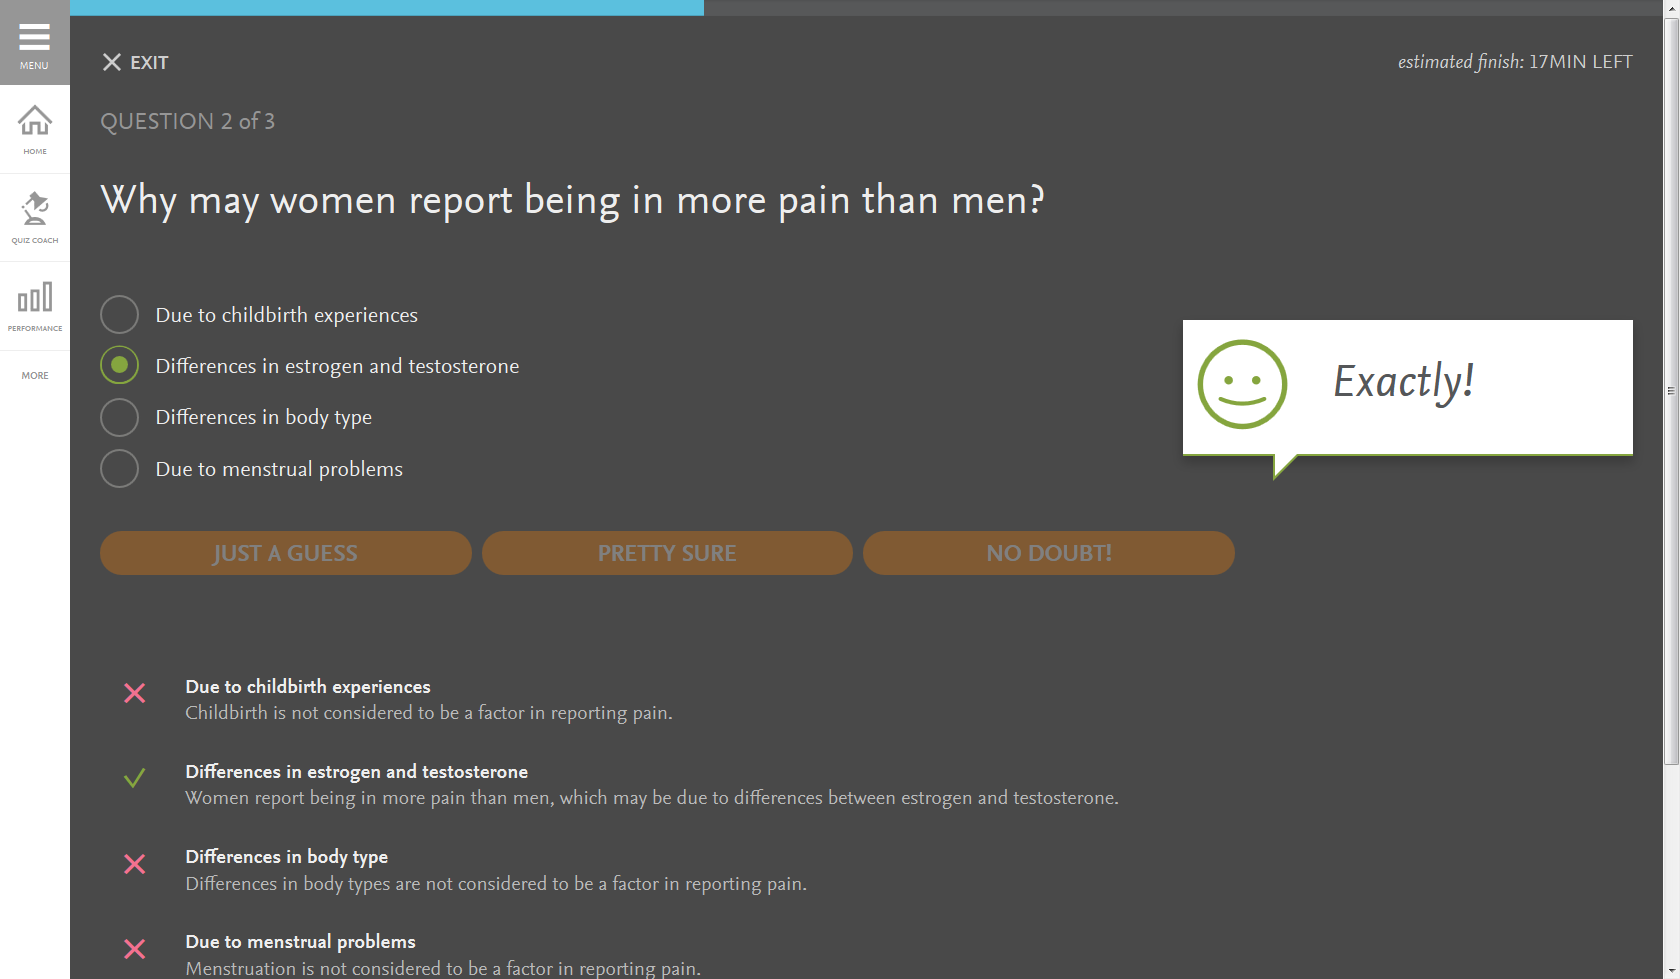 MENU
HOME
QUIZ COACH
PERFORMANCE
MORE
EXIT
estimated finish: 17MIN LEFT
QUESTION 2 of 3
Why may women report being in more pain than men?
Due to childbirth experiences
Differences in estrogen and testosterone
Differences in body type
Due to menstrual problems
Exactly!
JUST A GUESS
PRETTY SURE
NO DOUBT!
Due to childbirth experiences
Childbirth is not considered to be a factor in reporting pain.
Differences in estrogen and testosterone
Women report being in more pain than men, which may be due to differences between estrogen and testosterone.
Differences in body type
Differences in body types are not considered to be a factor in reporting pain.
Due to menstrual problems
Menstruation is not considered to be a factor in reporting pain.